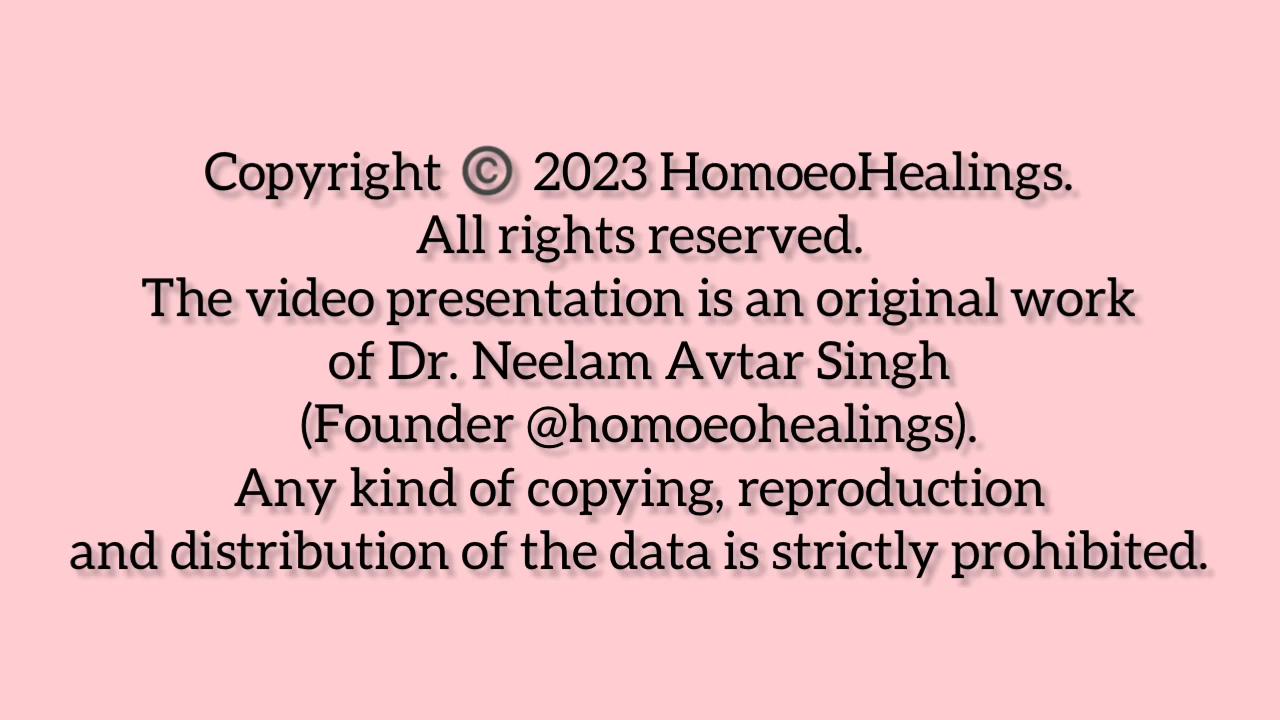 Copyright © 2023 HomoeoHealings.
All rights reserved.
The video presentation is an original work
of Dr. Neelam Avtar Singh
(Founder @homoeohealings).
Any kind of copying, reproduction
and distribution of the data is strictly prohibited.